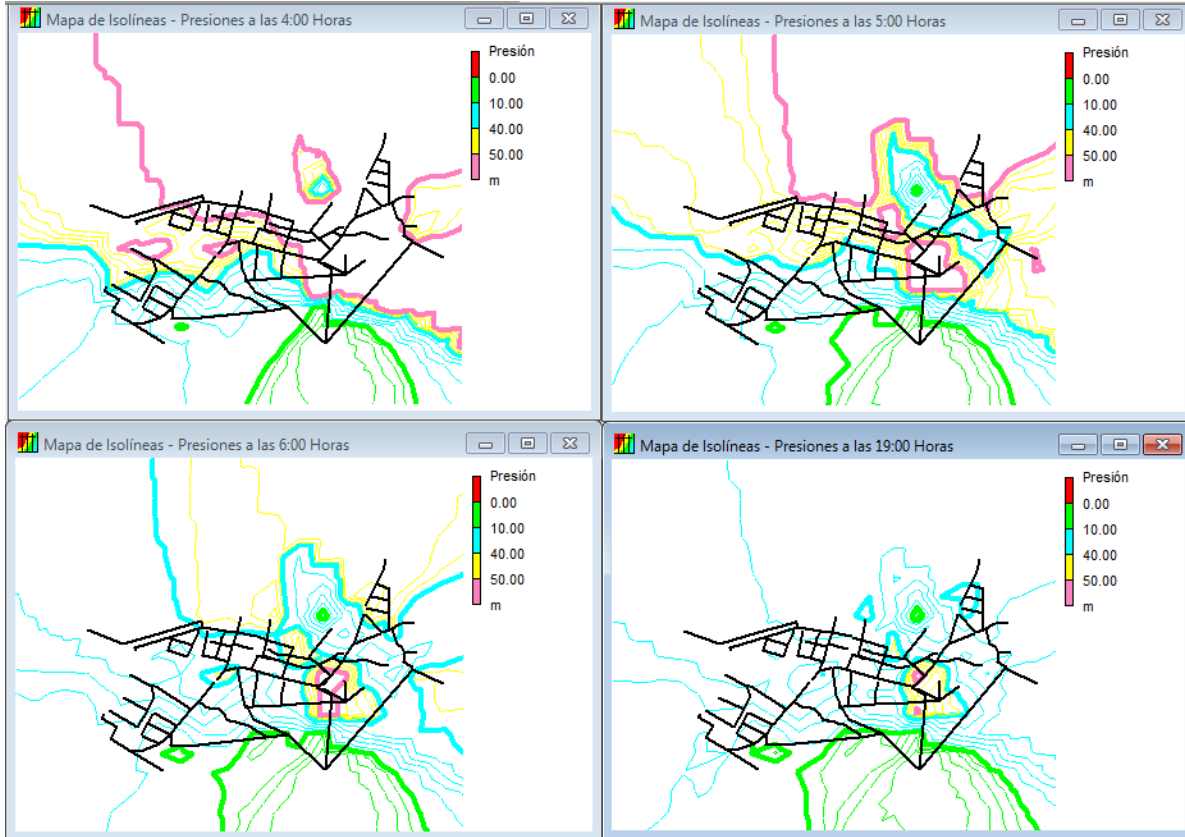 Mapa de Isolíneas - Presiones a las 4:00 Horas
Presión
0.00
10.00
40.00
50.00
m
Mapa de Isolíneas - Presiones a las 5:00 Horas
Presión
0.00
10.00
40.00
50.00
m
Mapa de Isolíneas - Presiones a las 6:00 Horas
Presión
0.00
10.00
40.00
50.00
m
Mapa de Isolíneas - Presiones a las 19:00 Horas
Presión
0.00
10.00
40.00
50.00
m